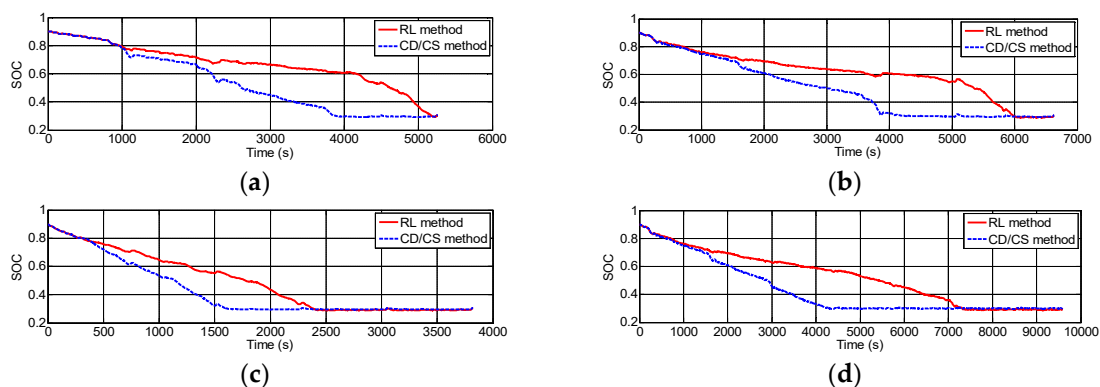 1
0.8
0.6
0.4
0.2
SOC
0 1000 2000 3000 4000 5000 6000
Time (s)
RL method
CD/CS method
(a)
1
0.8
0.6
0.4
0.2
SOC
0 1000 2000 3000 4000 5000 6000 7000
Time (s)
RL method
CD/CS method
(b)
1
0.8
0.6
0.4
0.2
SOC
0 500 1000 1500 2000 2500 3000 3500 4000
Time (s)
RL method
CD/CS method
(c)
1
0.8
0.6
0.4
0.2
SOC
0 1000 2000 3000 4000 5000 6000 7000 8000 9000 10000
Time (s)
RL method
CD/CS method
(d)